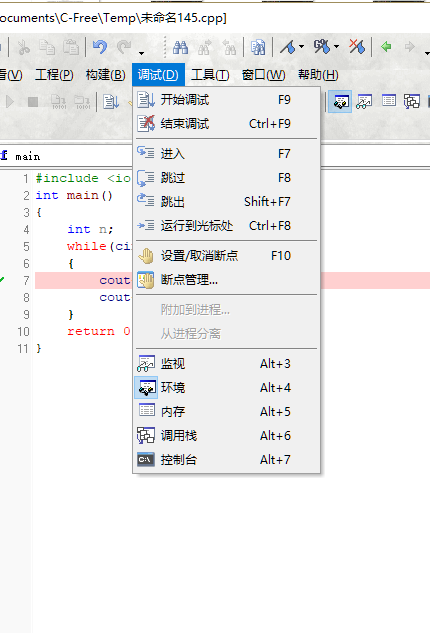 ocuments\C-Free\Temp\未命名145.cpp]
看(V) 工程(P) 构建(B) 调试(D) 工具(T) 窗口(W) 帮助(H)
开始调试 F9
结束调试 Ctrl+F9
进入 F7
跳过 F8
跳出 Shift+F7
运行到光标处 Ctrl+F8
设置/取消断点 F10
断点管理...
附加到进程...
从进程分离
监视 Alt+3
环境 Alt+4
内存 Alt+5
调用栈 Alt+6
C:\ 控制台 Alt+7
main
1 #include <io
2 int main()
3 {
4 int n;
5 while(ci
6 {
7 cout
8 cout
9 }
10 return 0
11 }